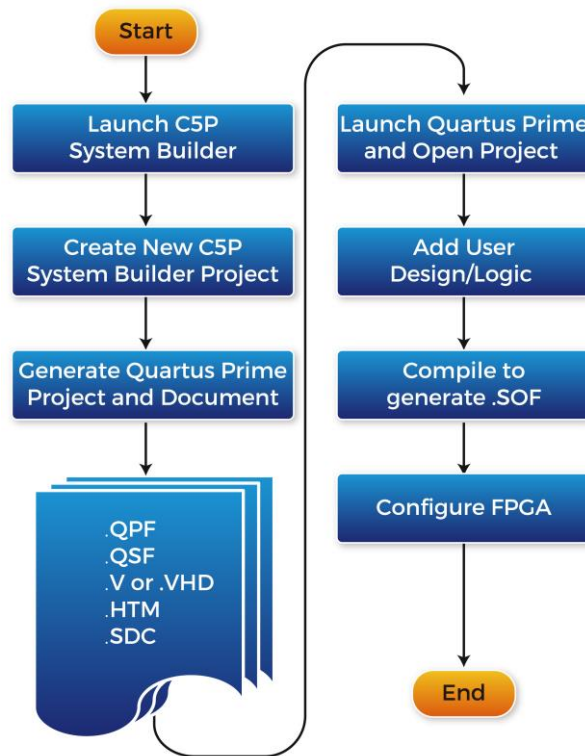 Start
Launch C5P
System Builder
Create New C5P
System Builder Project
Generate Quartus Prime
Project and Document
.QPF
.QSF
.V or .VHD
.HTM
.SDC
Launch Quartus Prime
and Open Project
Add User
Design/Logic
Compile to
generate .SOF
Configure FPGA
End